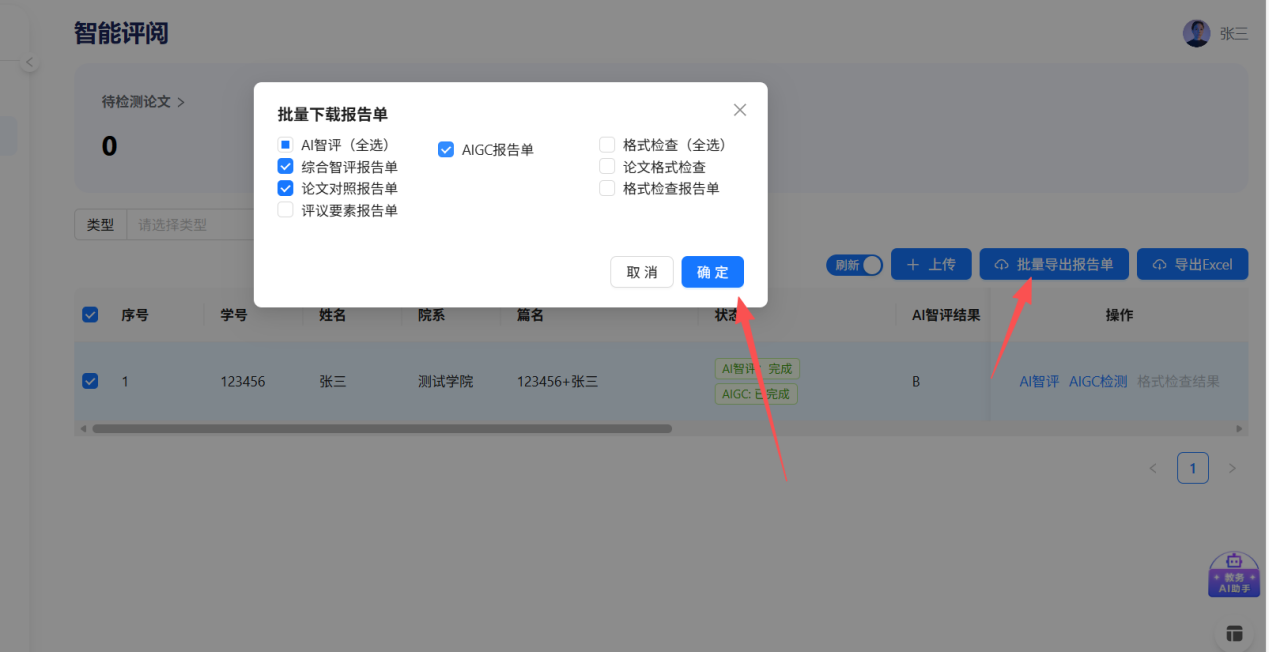 智能评阅
张三
待检测论文 >
0
批量下载报告单
AI智评（全选）
综合智评报告单
论文对照报告单
评议要素报告单
AIGC报告单
格式检查（全选）
论文格式检查
格式检查报告单
取 消
确 定
类型 请选择类型
刷新
上传
批量导出报告单
导出Excel
序号 学号 姓名 院系 篇名 状态 AI智评结果 操作
1 123456 张三 测试学院 123456+张三
AI智评: 完成
AIGC: 已完成
B
AI智评 AIGC检测 格式检查结果
1
教务
AI助手